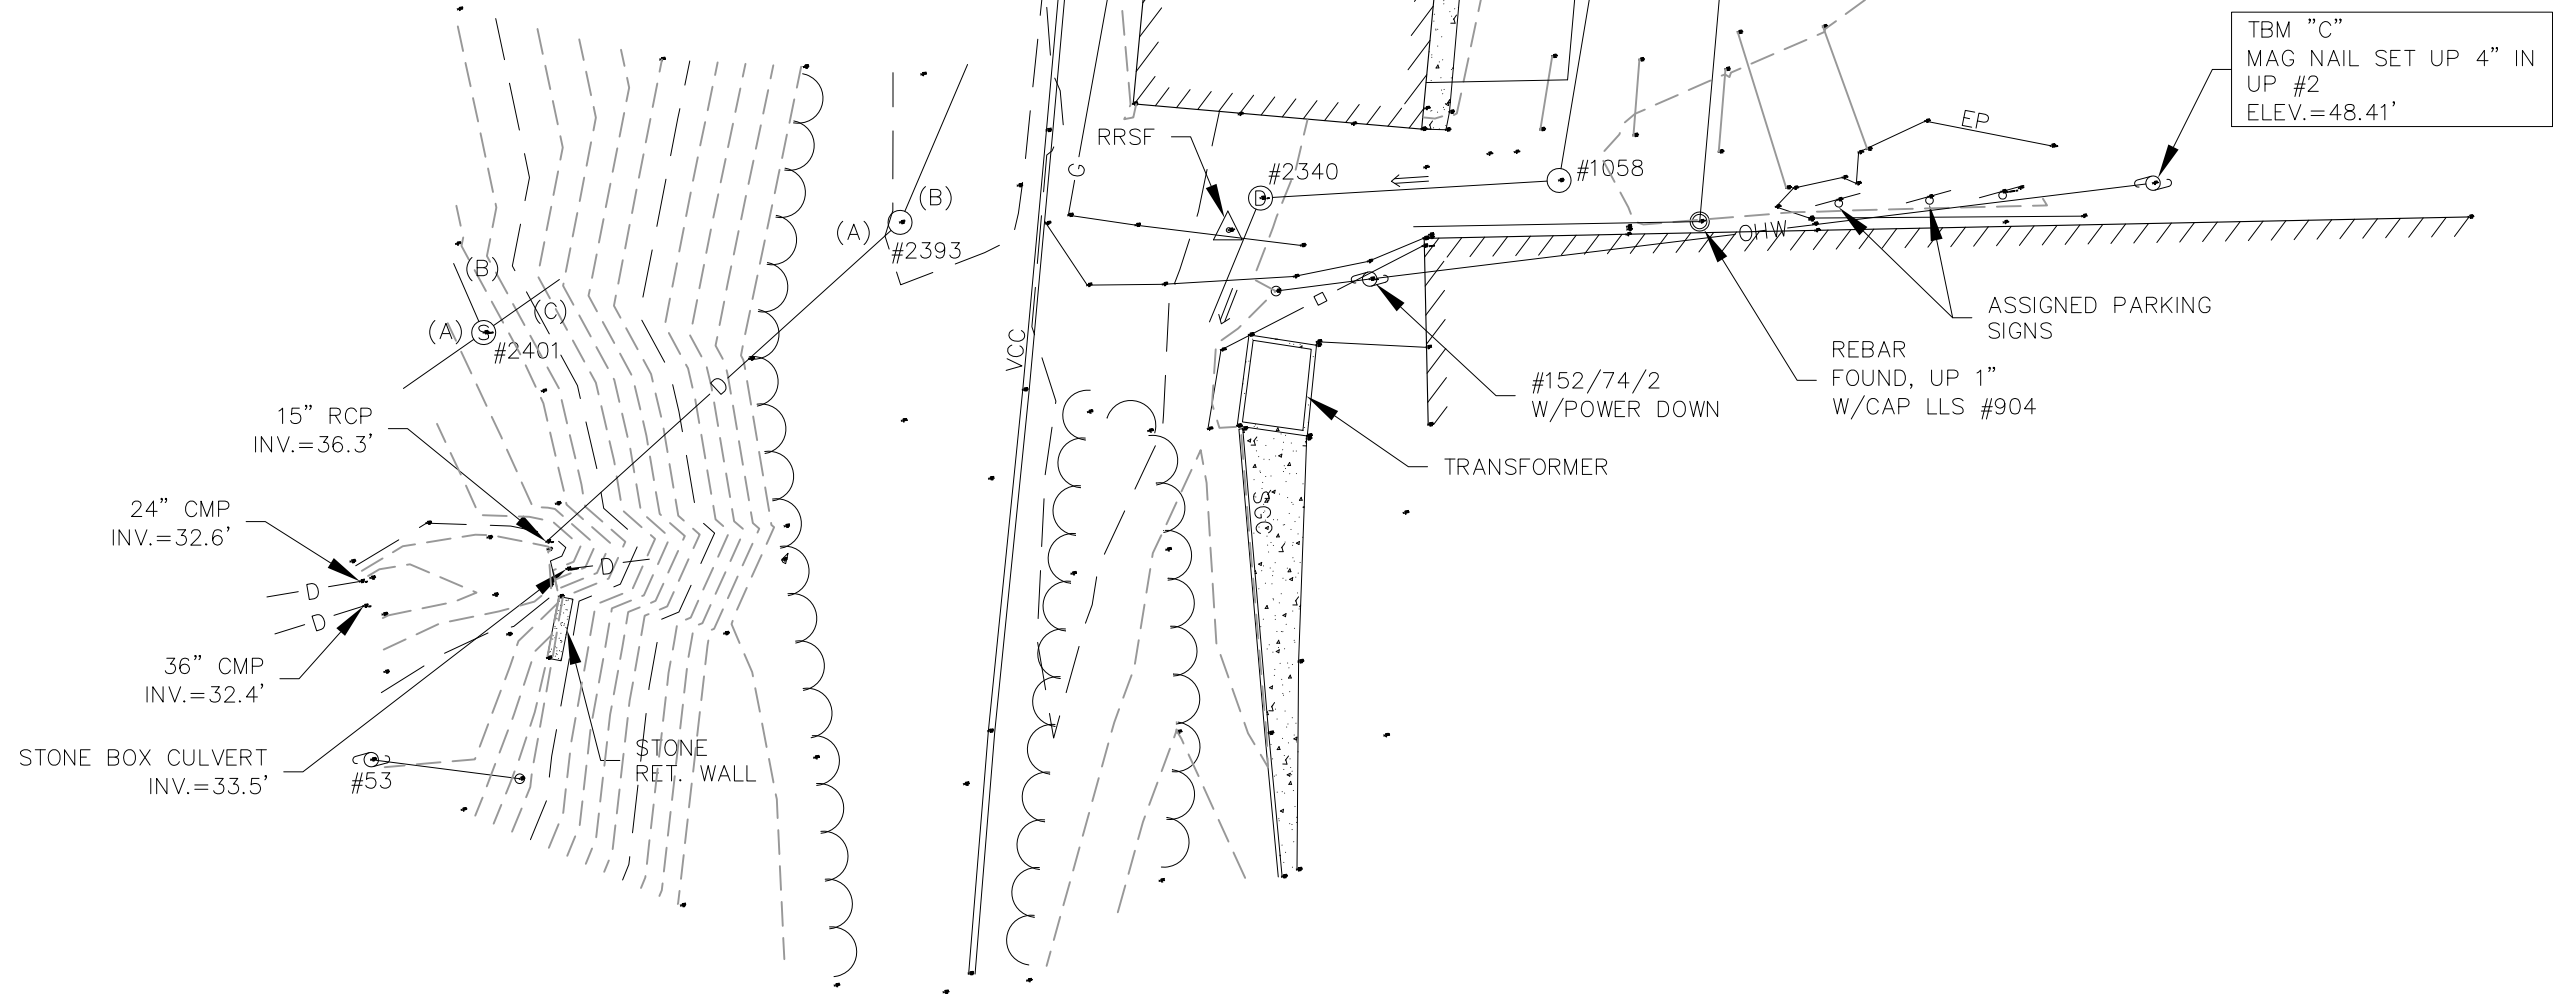 TBM "C"
MAG NAIL SET UP 4" IN
UP #2
ELEV.=48.41'
EP
RRSF
G
#2340
D
#1058
(B)
(A)
#2393
OHW
(B)
(C)
(A)
S
#2401
ASSIGNED PARKING
SIGNS
VCC
REBAR
FOUND, UP 1"
W/CAP LLS #904
#152/74/2
W/POWER DOWN
D
15" RCP
INV.=36.3'
TRANSFORMER
24" CMP
INV.=32.6'
SGC
D
D
D
36" CMP
INV.=32.4'
STONE BOX CULVERT
INV.=33.5'
#53
STONE
RET. WALL